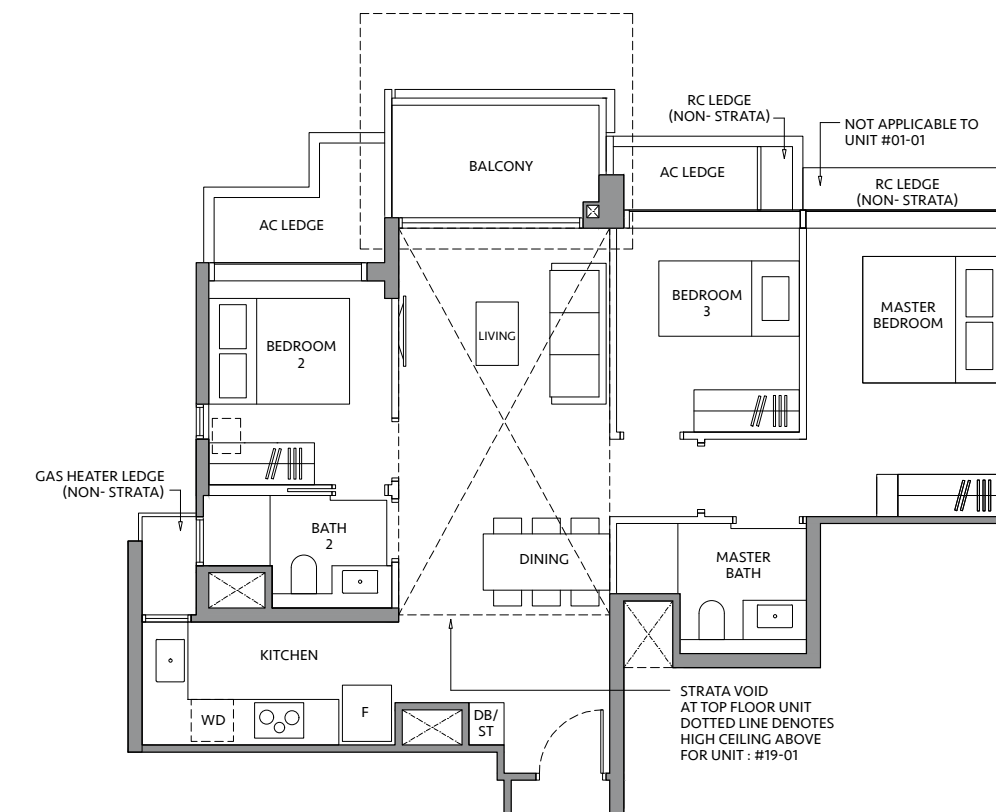 RC LEDGE
(NON- STRATA)
NOT APPLICABLE TO
UNIT #01-01
BALCONY
AC LEDGE
RC LEDGE
(NON- STRATA)
AC LEDGE
BEDROOM
3
MASTER
BEDROOM
LIVING
BEDROOM
2
GAS HEATER LEDGE
(NON- STRATA)
BATH
2
DINING
MASTER
BATH
KITCHEN
WD
F
DB/
ST
STRATA VOID
AT TOP FLOOR UNIT
DOTTED LINE DENOTES
HIGH CEILING ABOVE
FOR UNIT : #19-01